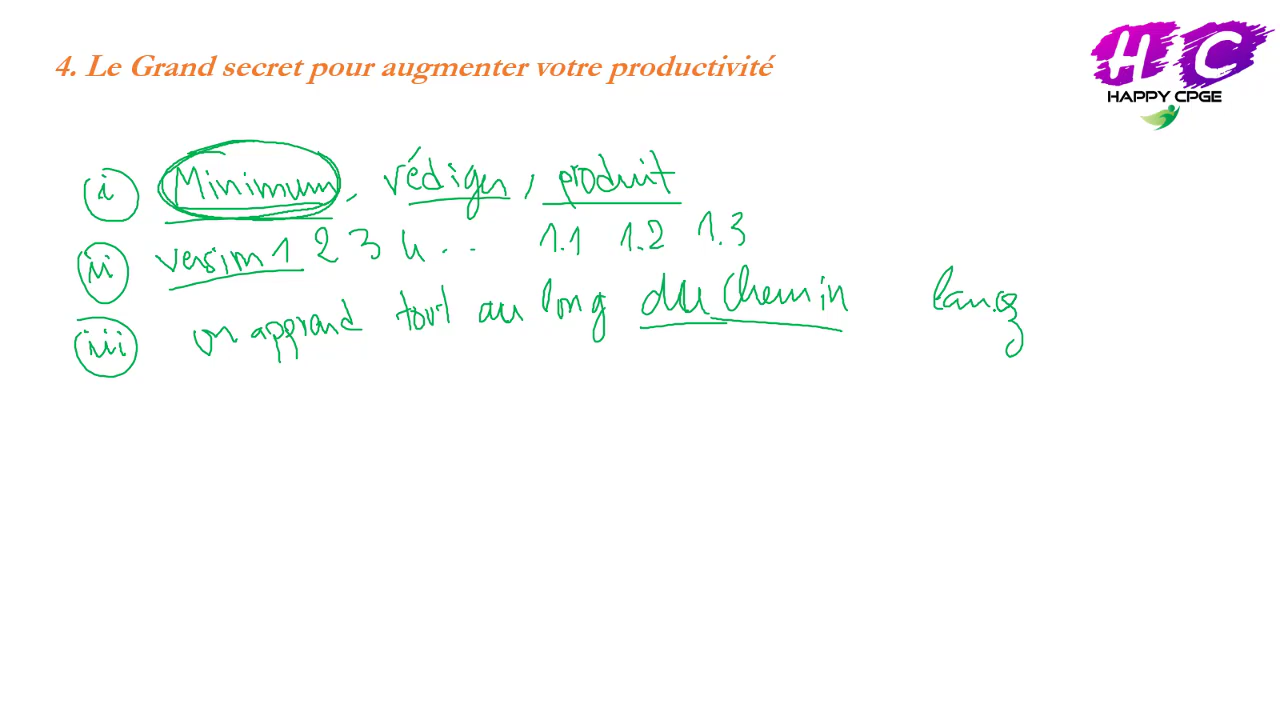 4. Le Grand secret pour augmenter votre productivité
HC
HAPPY CPGE
i Minimum, rédiger, produit
ii version 1 2 3 4 .. 1.1 1.2 1.3
iii on apprend tout au long du chemin